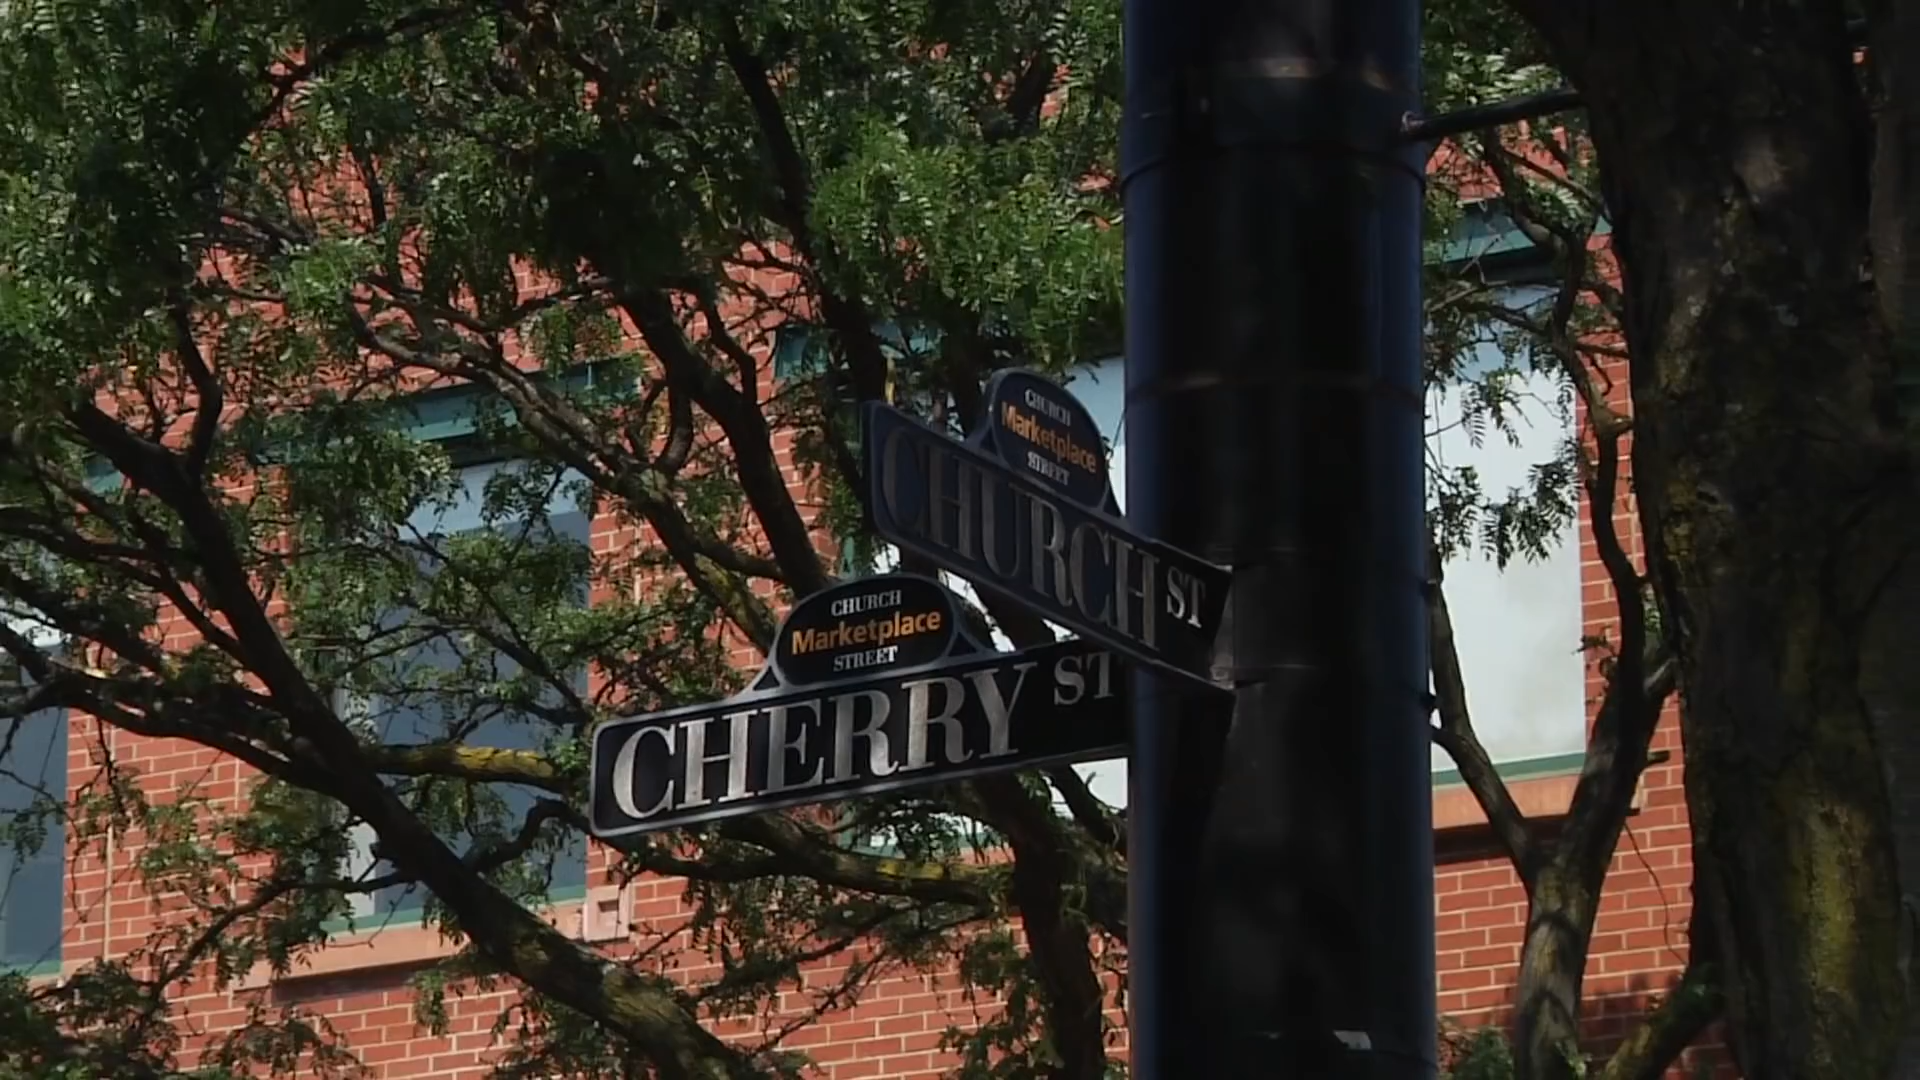 CHURCH
Marketplace
STREET
CHURCH ST
CHURCH
Marketplace
STREET
CHERRY ST